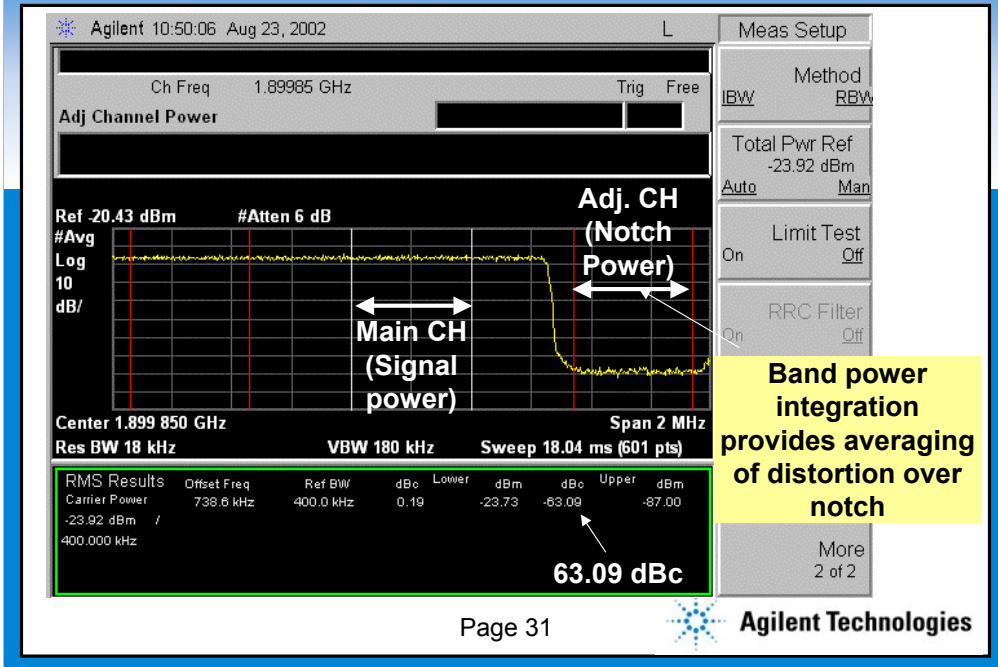 Agilent 10:50:06 Aug 23, 2002 L
Meas Setup
Ch Freq 1.89985 GHz Trig Free
Adj Channel Power
Method
IBW RBW
Total Pwr Ref
-23.92 dBm
Auto Man
Limit Test
On Off
RRC Filter
On Off
Ref -20.43 dBm #Atten 6 dB
#Avg
Log
10
dB/
Adj. CH
(Notch
Power)
Main CH
(Signal
power)
Center 1.899 850 GHz Span 2 MHz
Res BW 18 kHz VBW 180 kHz Sweep 18.04 ms (601 pts)
Band power
integration
provides averaging
of distortion over
notch
RMS Results Offset Freq Ref BW dBc Lower dBm dBc Upper dBm
Carrier Power 738.6 kHz 400.0 kHz 0.19 -23.73 -63.09 -87.00
-23.92 dBm /
400.000 kHz
63.09 dBc
More
2 of 2
Page 31
Agilent Technologies